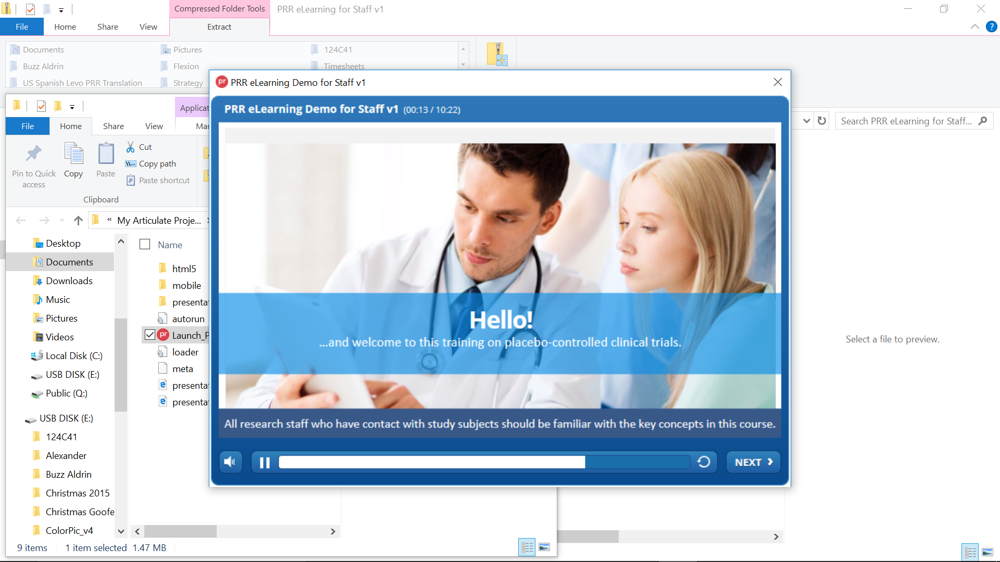 Compressed Folder Tools
PRR eLearning for Staff v1
File
Home
Share
View
Extract
?
Documents
Pictures
124C41
Buzz Aldrin
Flexion
Timesheets
US Spanish Levo PRR Translation
Strategy
Search PRR eLearning for Staff...
Select a file to preview.
Applicat
File
Home
Share
View
Ma
Pin to Quick access
Copy
Paste
Cut
Copy path
Paste shortcut
Clipboard
« My Articulate Proje...
Desktop
Documents
Downloads
Music
Pictures
Videos
Local Disk (C:)
USB DISK (E:)
Public (Q:)
USB DISK (E:)
124C41
Alexander
Buzz Aldrin
Christmas 2015
Christmas Goofe
ColorPic_v4
Name
html5
mobile
presentat
autorun
pr Launch_P
loader
meta
presentat
presentat
9 items
1 item selected 1.47 MB
pr PRR eLearning Demo for Staff v1
PRR eLearning Demo for Staff v1 (00:13 / 10:22)
Hello!
...and welcome to this training on placebo-controlled clinical trials.
All research staff who have contact with study subjects should be familiar with the key concepts in this course.
NEXT